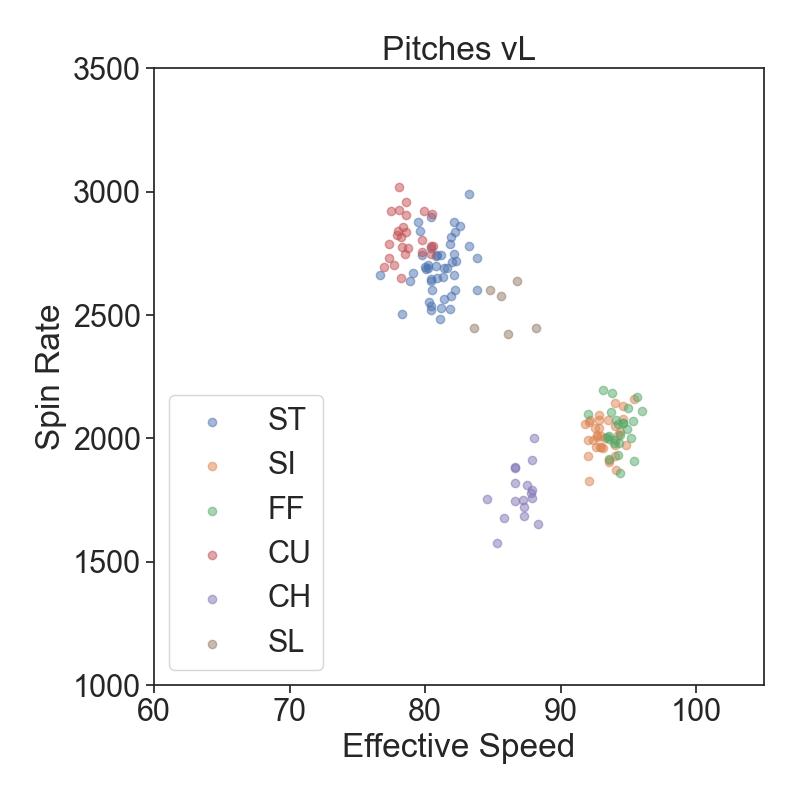 Pitches vL
3500
3000
2500
2000
1500
1000
Spin Rate
ST
SI
FF
CU
CH
SL
60 70 80 90 100
Effective Speed